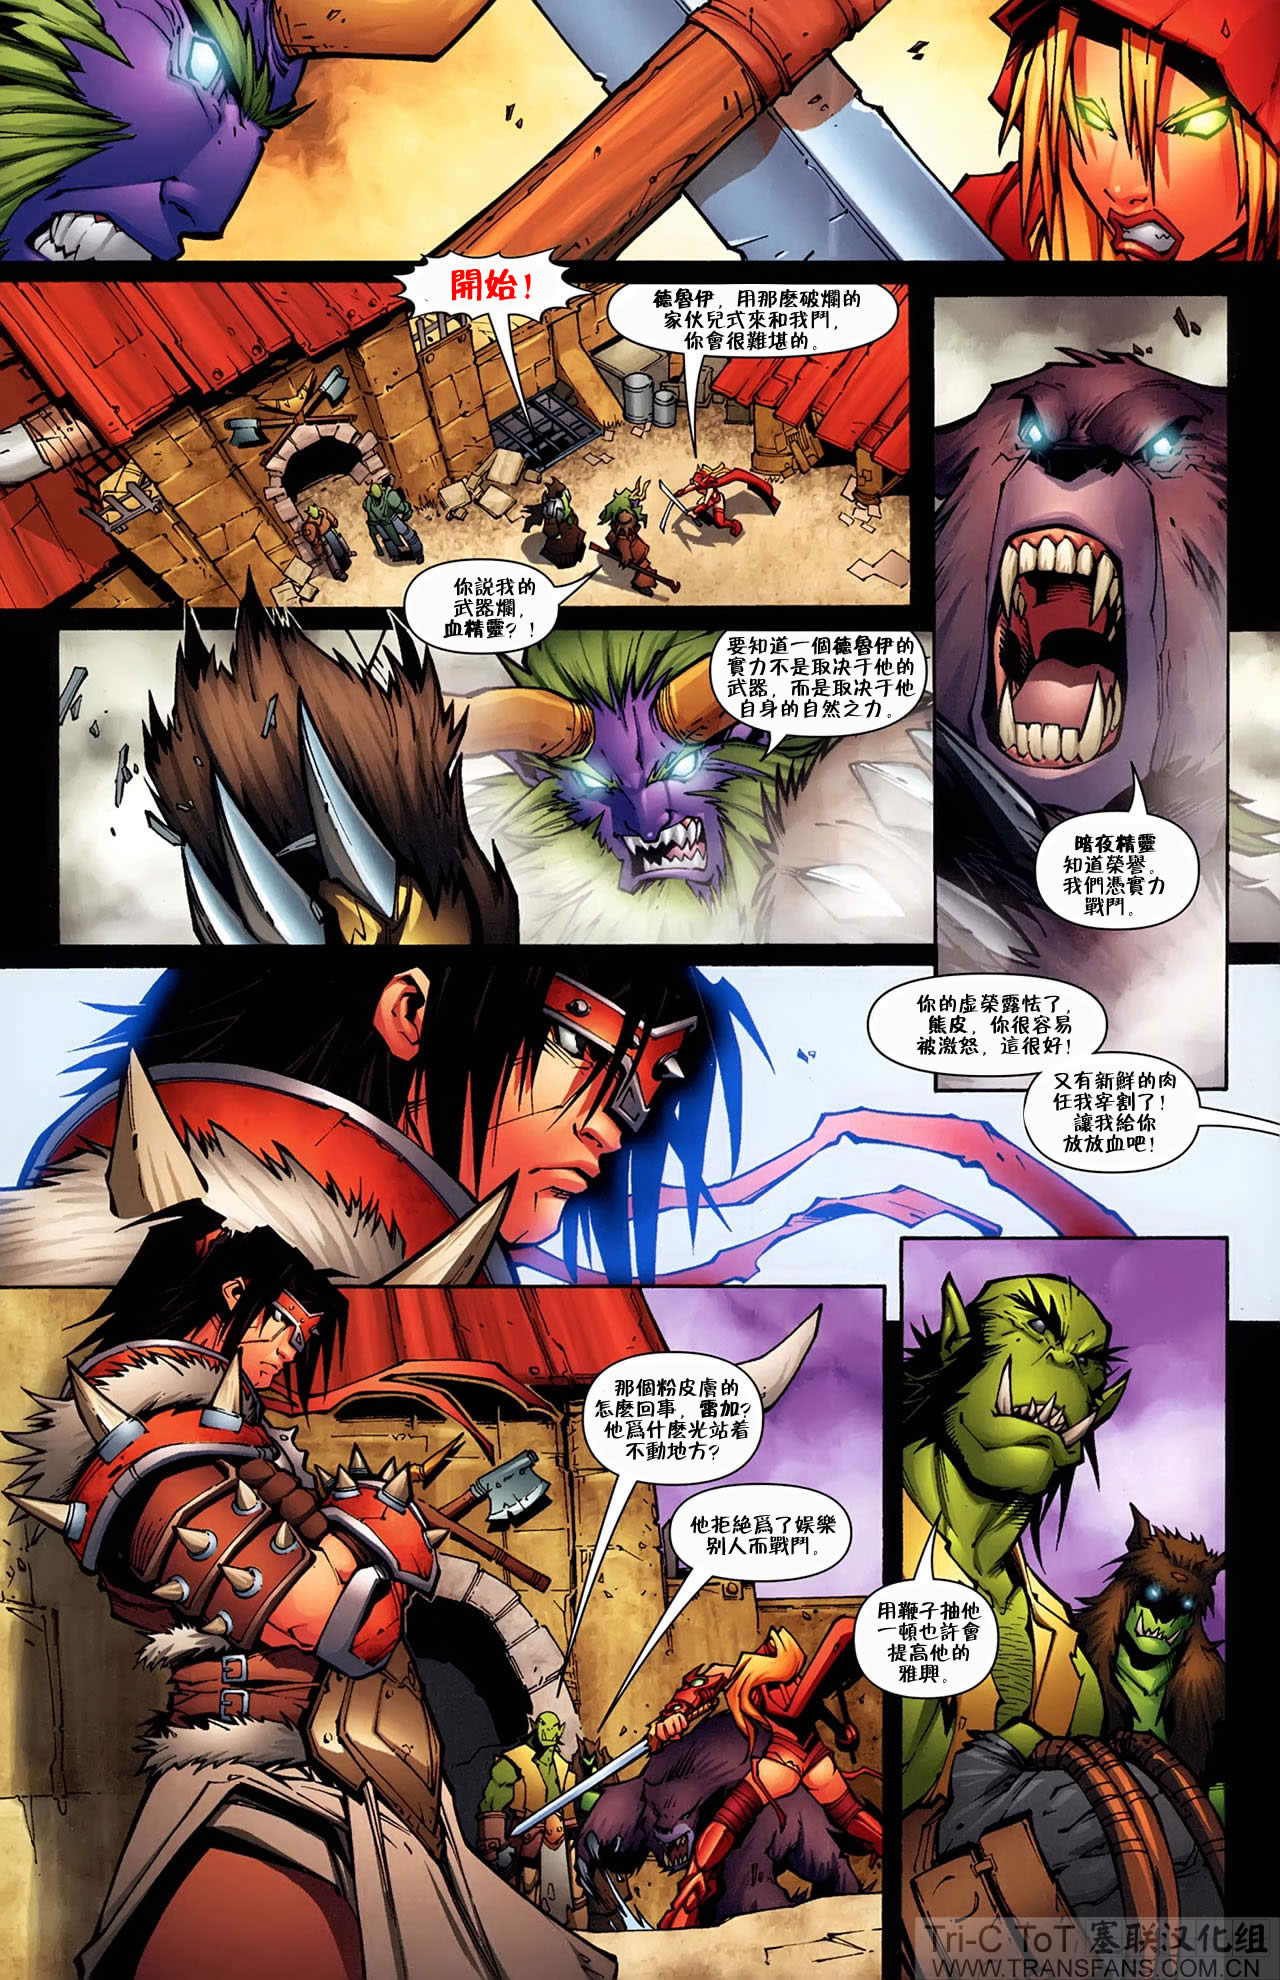 開始！
德魯伊，用那麼破爛的
家伙兒式來和我鬥，
你會很難堪的。
你説我的
武器爛，
血精靈？！
要知道一個德魯伊的
實力不是取决于他的
武器，而是取决于他
自身的自然之力。
暗夜精靈
知道榮譽。
我們憑實力
戰鬥。
你的虛榮露怯了，
熊皮，你很容易
被激怒，這很好！
又有新鮮的肉
任我宰割了！
讓我給你
放放血吧！
那個粉皮膚的
怎麼回事，雷加？
他爲什麼光站着
不動地方？
他拒絶爲了娱樂
别人而戰鬥。
用鞭子抽他
一頓也許會
提高他的
雅興。
Tri-C ToT 塞联汉化组
WWW.TRANSFANS.COM.CN